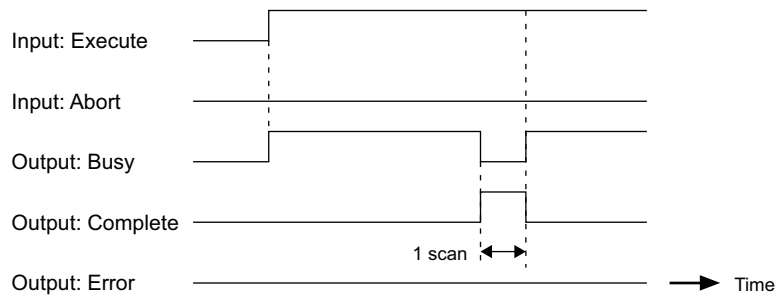 Input: Execute
Input: Abort
Output: Busy
Output: Complete
1 scan
Output: Error
Time